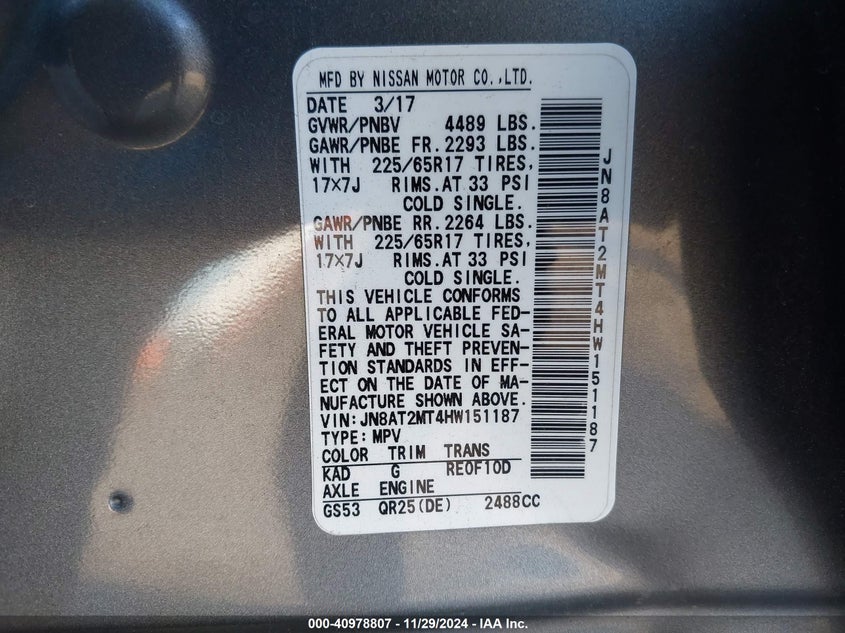 MFD BY NISSAN MOTOR CO.,LTD.
DATE 3/17
GVWR/PNBV 4489 LBS.
GAWR/PNBE FR. 2293 LBS.
WITH 225/65R17 TIRES,
17×7J RIMS. AT 33 PSI
COLD SINGLE.
GAWR/PNBE RR. 2264 LBS.
WITH 225/65R17 TIRES,
17×7J RIMS. AT 33 PSI
COLD SINGLE.
THIS VEHICLE CONFORMS
TO ALL APPLICABLE FED-
ERAL MOTOR VEHICLE SA-
FETY AND THEFT PREVEN-
TION STANDARDS IN EFF-
ECT ON THE DATE OF MA-
NUFACTURE SHOWN ABOVE.
VIN: JN8AT2MT4HW151187
TYPE: MPV
COLOR TRIM TRANS
KAD G RE0F10D
AXLE ENGINE
GS53 QR25(DE) 2488CC
JN8AT2MT4HW151187
000-40978807 - 11/29/2024 - IAA Inc.